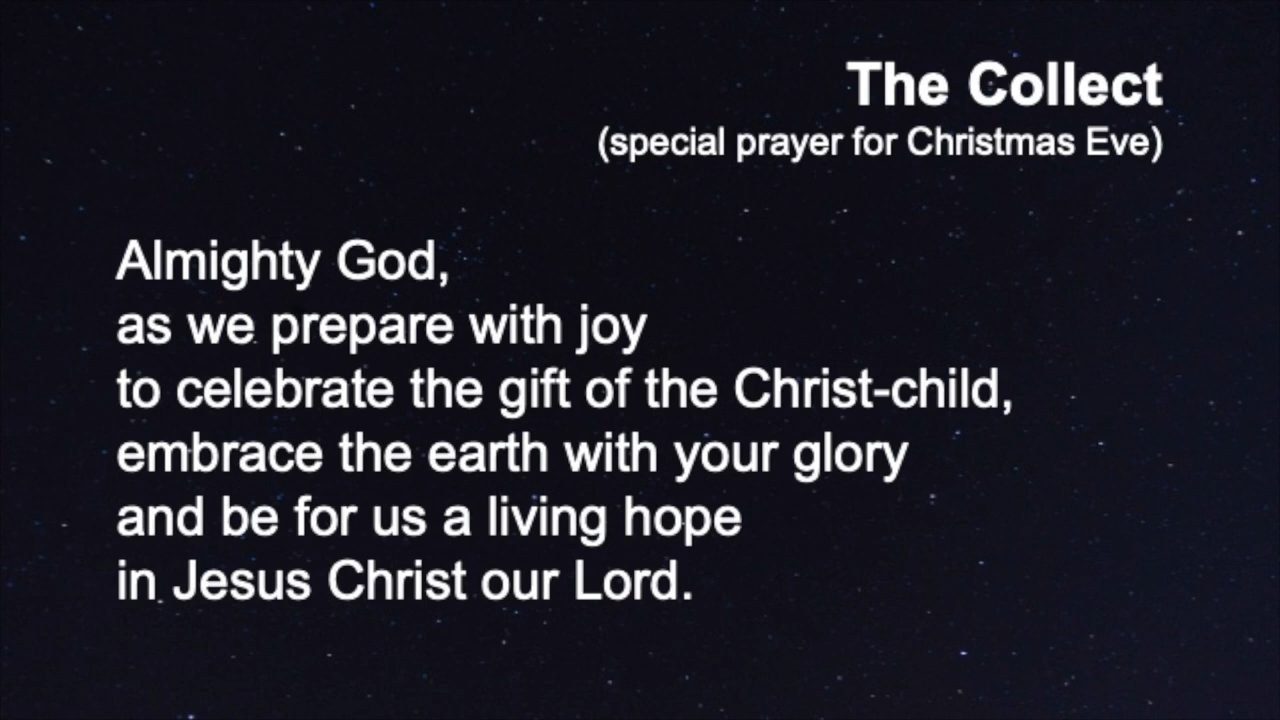 The Collect
(special prayer for Christmas Eve)
Almighty God,
as we prepare with joy
to celebrate the gift of the Christ-child,
embrace the earth with your glory
and be for us a living hope
in Jesus Christ our Lord.